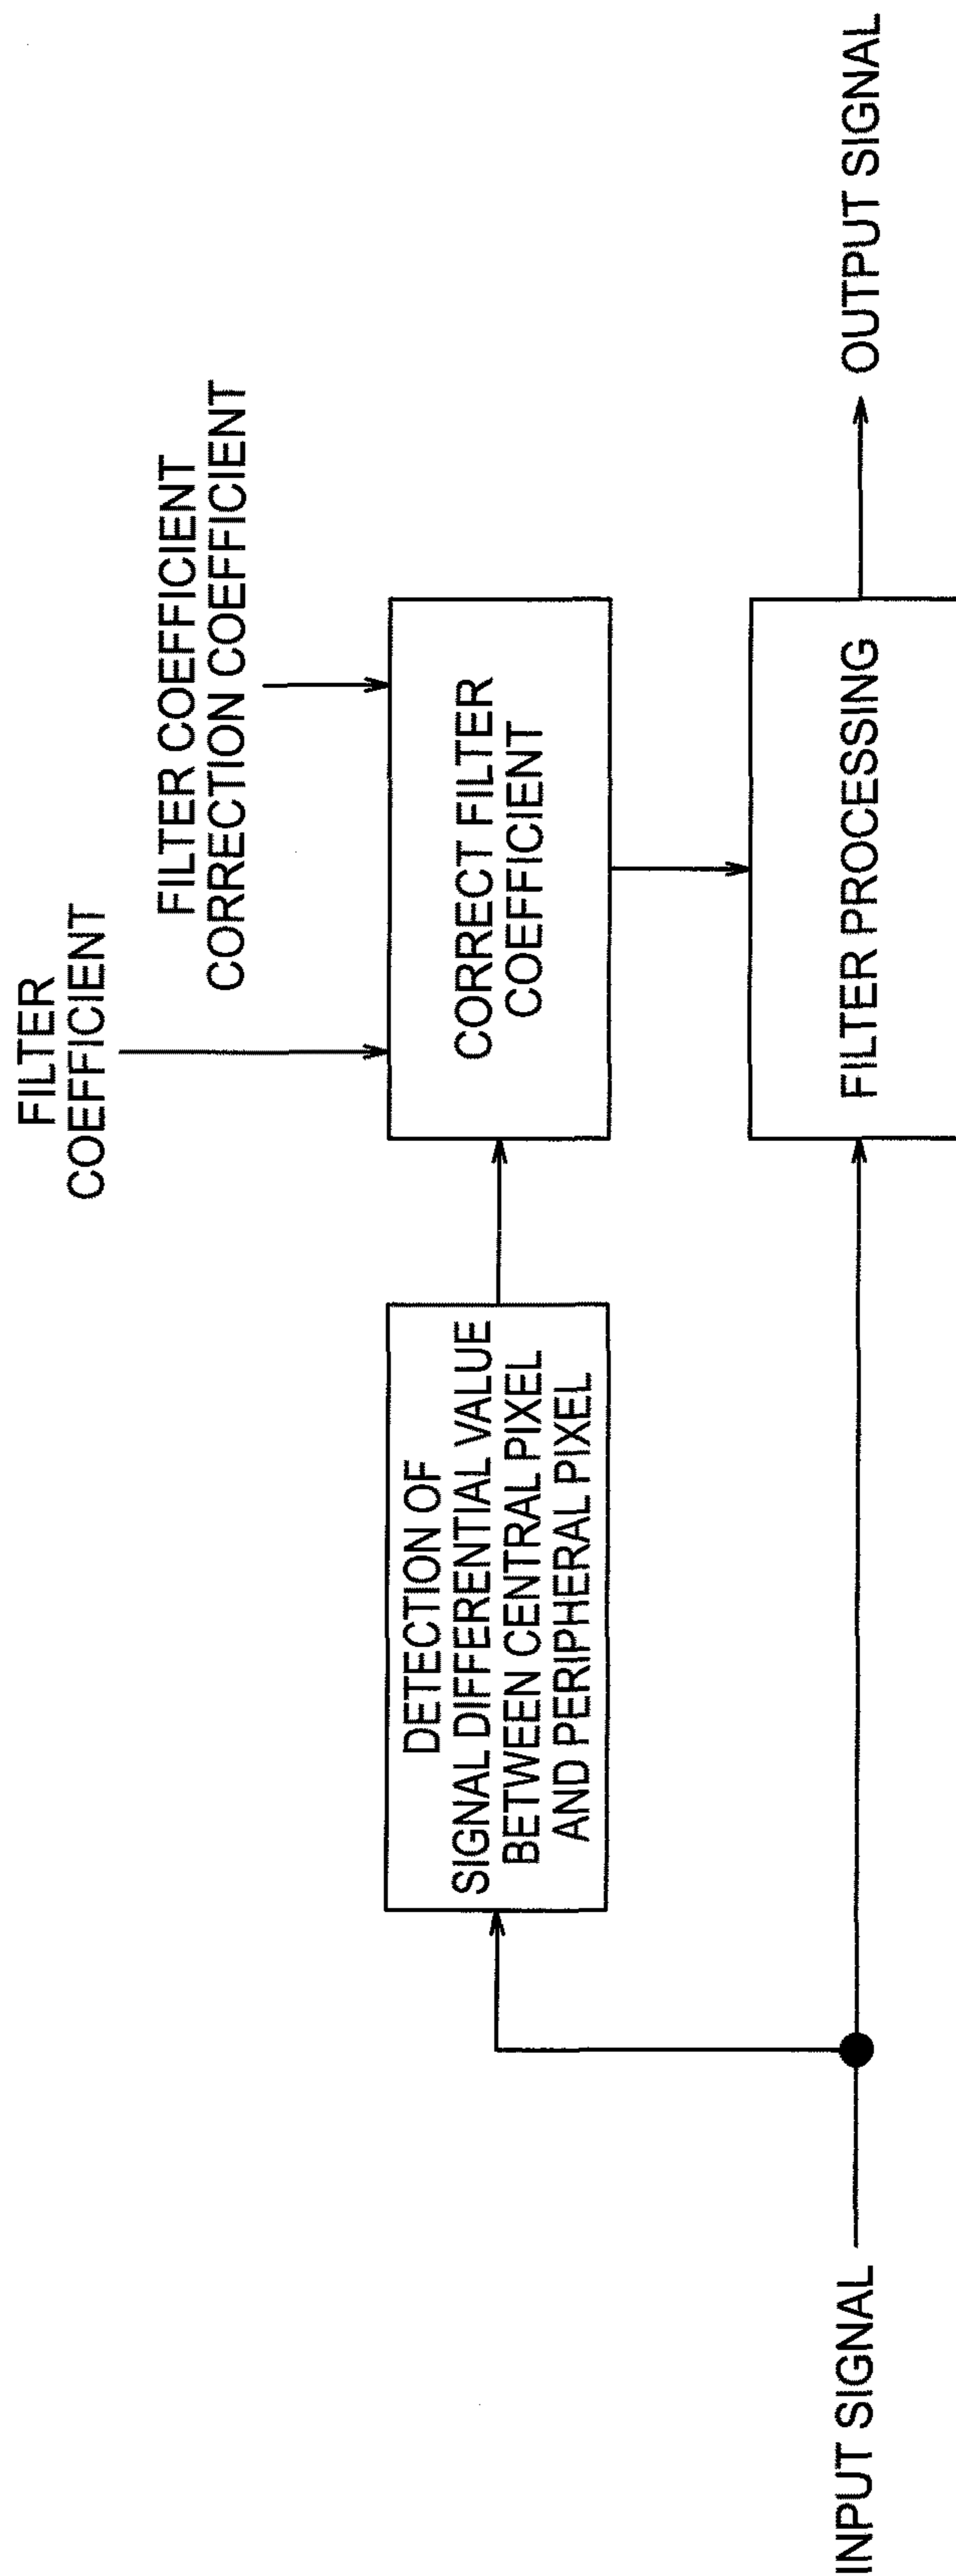 FILTER
COEFFICIENT
FILTER COEFFICIENT
CORRECTION COEFFICIENT
DETECTION OF
SIGNAL DIFFERENTIAL VALUE
BETWEEN CENTRAL PIXEL
AND PERIPHERAL PIXEL
CORRECT FILTER
COEFFICIENT
INPUT SIGNAL
FILTER PROCESSING
OUTPUT SIGNAL